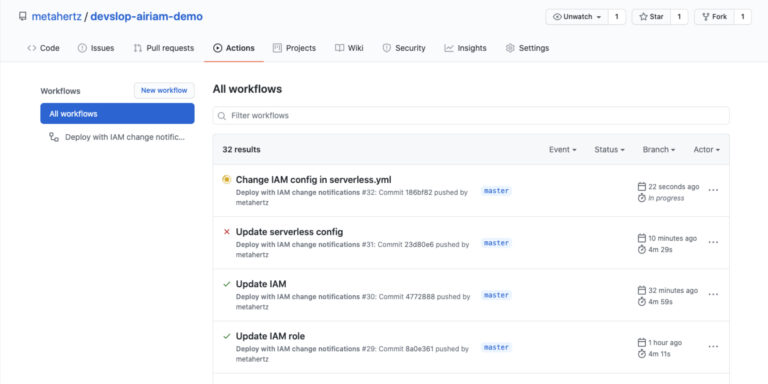 metahertz / devslop-airiam-demo
Unwatch 1 Star 1 Fork 1
Code Issues Pull requests Actions Projects Wiki Security Insights Settings
Workflows New workflow
All workflows
Deploy with IAM change notific...
All workflows
Filter workflows
32 results Event Status Branch Actor
Change IAM config in serverless.yml
Deploy with IAM change notifications #32: Commit 186bf82 pushed by
metahertz
master
22 seconds ago
In progress
Update serverless config
Deploy with IAM change notifications #31: Commit 23d80e6 pushed by
metahertz
master
10 minutes ago
4m 29s
Update IAM
Deploy with IAM change notifications #30: Commit 4772888 pushed by
metahertz
master
32 minutes ago
4m 59s
Update IAM role
Deploy with IAM change notifications #29: Commit 8a0e361 pushed by
metahertz
master
1 hour ago
4m 11s